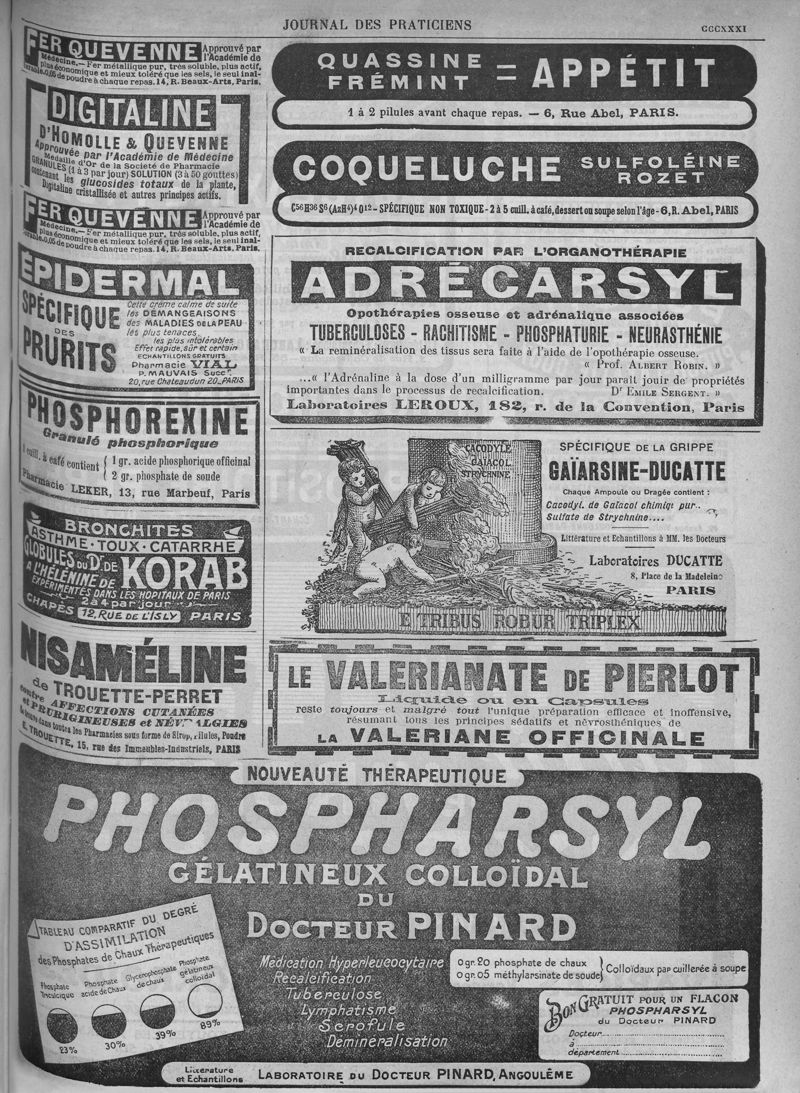 JOURNAL DES PRATICIENS
CCCXXXI
FER QUEVENNE Approuvé par l'Académie de
Médecine.— Fer métallique pur, très soluble, plus actif,
plus économique et mieux toléré que les sels, le seul inal-
térable. 0,05 de poudre à chaque repas. 14, R. Beaux-Arts, Paris.
DIGITALINE
D'HOMOLLE & QUEVENNE
Approuvée par l'Académie de Médecine
Médaille d'Or de la Société de Pharmacie
GRANULES (1 à 3 par jour) SOLUTION (3 à 50 gouttes)
contenant les glucosides totaux de la plante,
Digitaline cristallisée et autres principes actifs.
FER QUEVENNE Approuvé par l'Académie de
Médecine.— Fer métallique pur, très soluble, plus actif,
plus économique et mieux toléré que les sels, le seul inal-
térable. 0,05 de poudre à chaque repas. 14, R. Beaux-Arts, Paris.
ÉPIDERMAL
SPÉCIFIQUE
DES
PRURITS
Cette crème calme de suite
les DÉMANGEAISONS
des MALADIES DE LA PEAU
les plus tenaces,
les plus intolérables
Effet rapide, sûr et certain
ECHANTILLONS GRATUITS
Pharmacie VIAL
P. MAUVAIS Succr.
20, rue Chateaudun 20_PARIS
PHOSPHOREXINE
Granulé phosphorique
1 cuill. à café contient { 1 gr. acide phosphorique officinal
2 gr. phosphate de soude
Pharmacie LEKER, 13, rue Marbeuf, Paris
BRONCHITES
ASTHME · TOUX · CATARRHE
GLOBULES DU Dr. DE
KORAB
A L'HÉLÉNINE DE
EXPÉRIMENTÉS DANS LES HOPITAUX DE PARIS
2 à 4 par jour
CHAPÈS 12, RUE DE L'ISLY PARIS
NISAMÉLINE
de TROUETTE-PERRET
contre AFFECTIONS CUTANÉES
et PRURIGINEUSES et NÉVRALGIES
dans toutes les Pharmacies sous forme de Sirop, Pilules, Poudre
E. TROUETTE, 15, rue des Immeubles-Industriels, PARIS
QUASSINE
FRÉMINT = APPÉTIT
1 à 2 pilules avant chaque repas. — 6, Rue Abel, PARIS.
COQUELUCHE SULFOLÉINE
ROZET
C56H36 S6 (AzH4)4 O12 - SPÉCIFIQUE NON TOXIQUE - 2 à 5 cuill. à café, dessert ou soupe selon l'âge - 6, R. Abel, PARIS
RECALCIFICATION PAR L'ORGANOTHÉRAPIE
ADRÉCARSYL
Opothérapies osseuse et adrénalique associées
TUBERCULOSES - RACHITISME - PHOSPHATURIE - NEURASTHÉNIE
« La reminéralisation des tissus sera faite à l'aide de l'opothérapie osseuse.
« Prof. ALBERT ROBIN. »
...« l'Adrénaline à la dose d'un milligramme par jour paraît jouir de propriétés
importantes dans le processus de recalcification. Dr EMILE SERGENT. »
Laboratoires LEROUX, 182, r. de la Convention, Paris
CACODYLE
GAÏACOL
STRYCHNINE
E TRIBUS ROBUR TRIPLEX
SPÉCIFIQUE DE LA GRIPPE
GAÏARSINE-DUCATTE
Chaque Ampoule ou Dragée contient :
Cacodyl. de Gaïacol chimiqt pur..
Sulfate de Strychnine....
Littérature et Echantillons à MM. les Docteurs
Laboratoires DUCATTE
8, Place de la Madeleine
PARIS
LE VALERIANATE DE PIERLOT
Liquide ou en Capsules
reste toujours et malgré tout l'unique préparation efficace et inoffensive,
résumant tous les principes sédatifs et névrosthéniques de
LA VALERIANE OFFICINALE
NOUVEAUTÉ THÉRAPEUTIQUE
PHOSPHARSYL
GÉLATINEUX COLLOÏDAL
DU
DOCTEUR PINARD
TABLEAU COMPARATIF DU DEGRÉ
D'ASSIMILATION
des Phosphates de Chaux Thérapeutiques
Phosphate
Tricalcique
Phosphate
acide de Chaux
Glycérophosphate
de chaux
Phosphate
gélatineux
colloïdal
23%
30%
39%
89%
Médication Hyperleucocytaire
Recalcification
Tuberculose
Lymphatisme
Scrofule
Déminéralisation
0 gr. 20 phosphate de chaux
0 gr. 05 méthylarsinate de soude } Colloïdaux par cuillerée à soupe
BON GRATUIT POUR UN FLACON
PHOSPHARSYL
du Docteur PINARD
Docteur
à
département
Littérature
et Echantillons LABORATOIRE DU DOCTEUR PINARD, ANGOULÊME